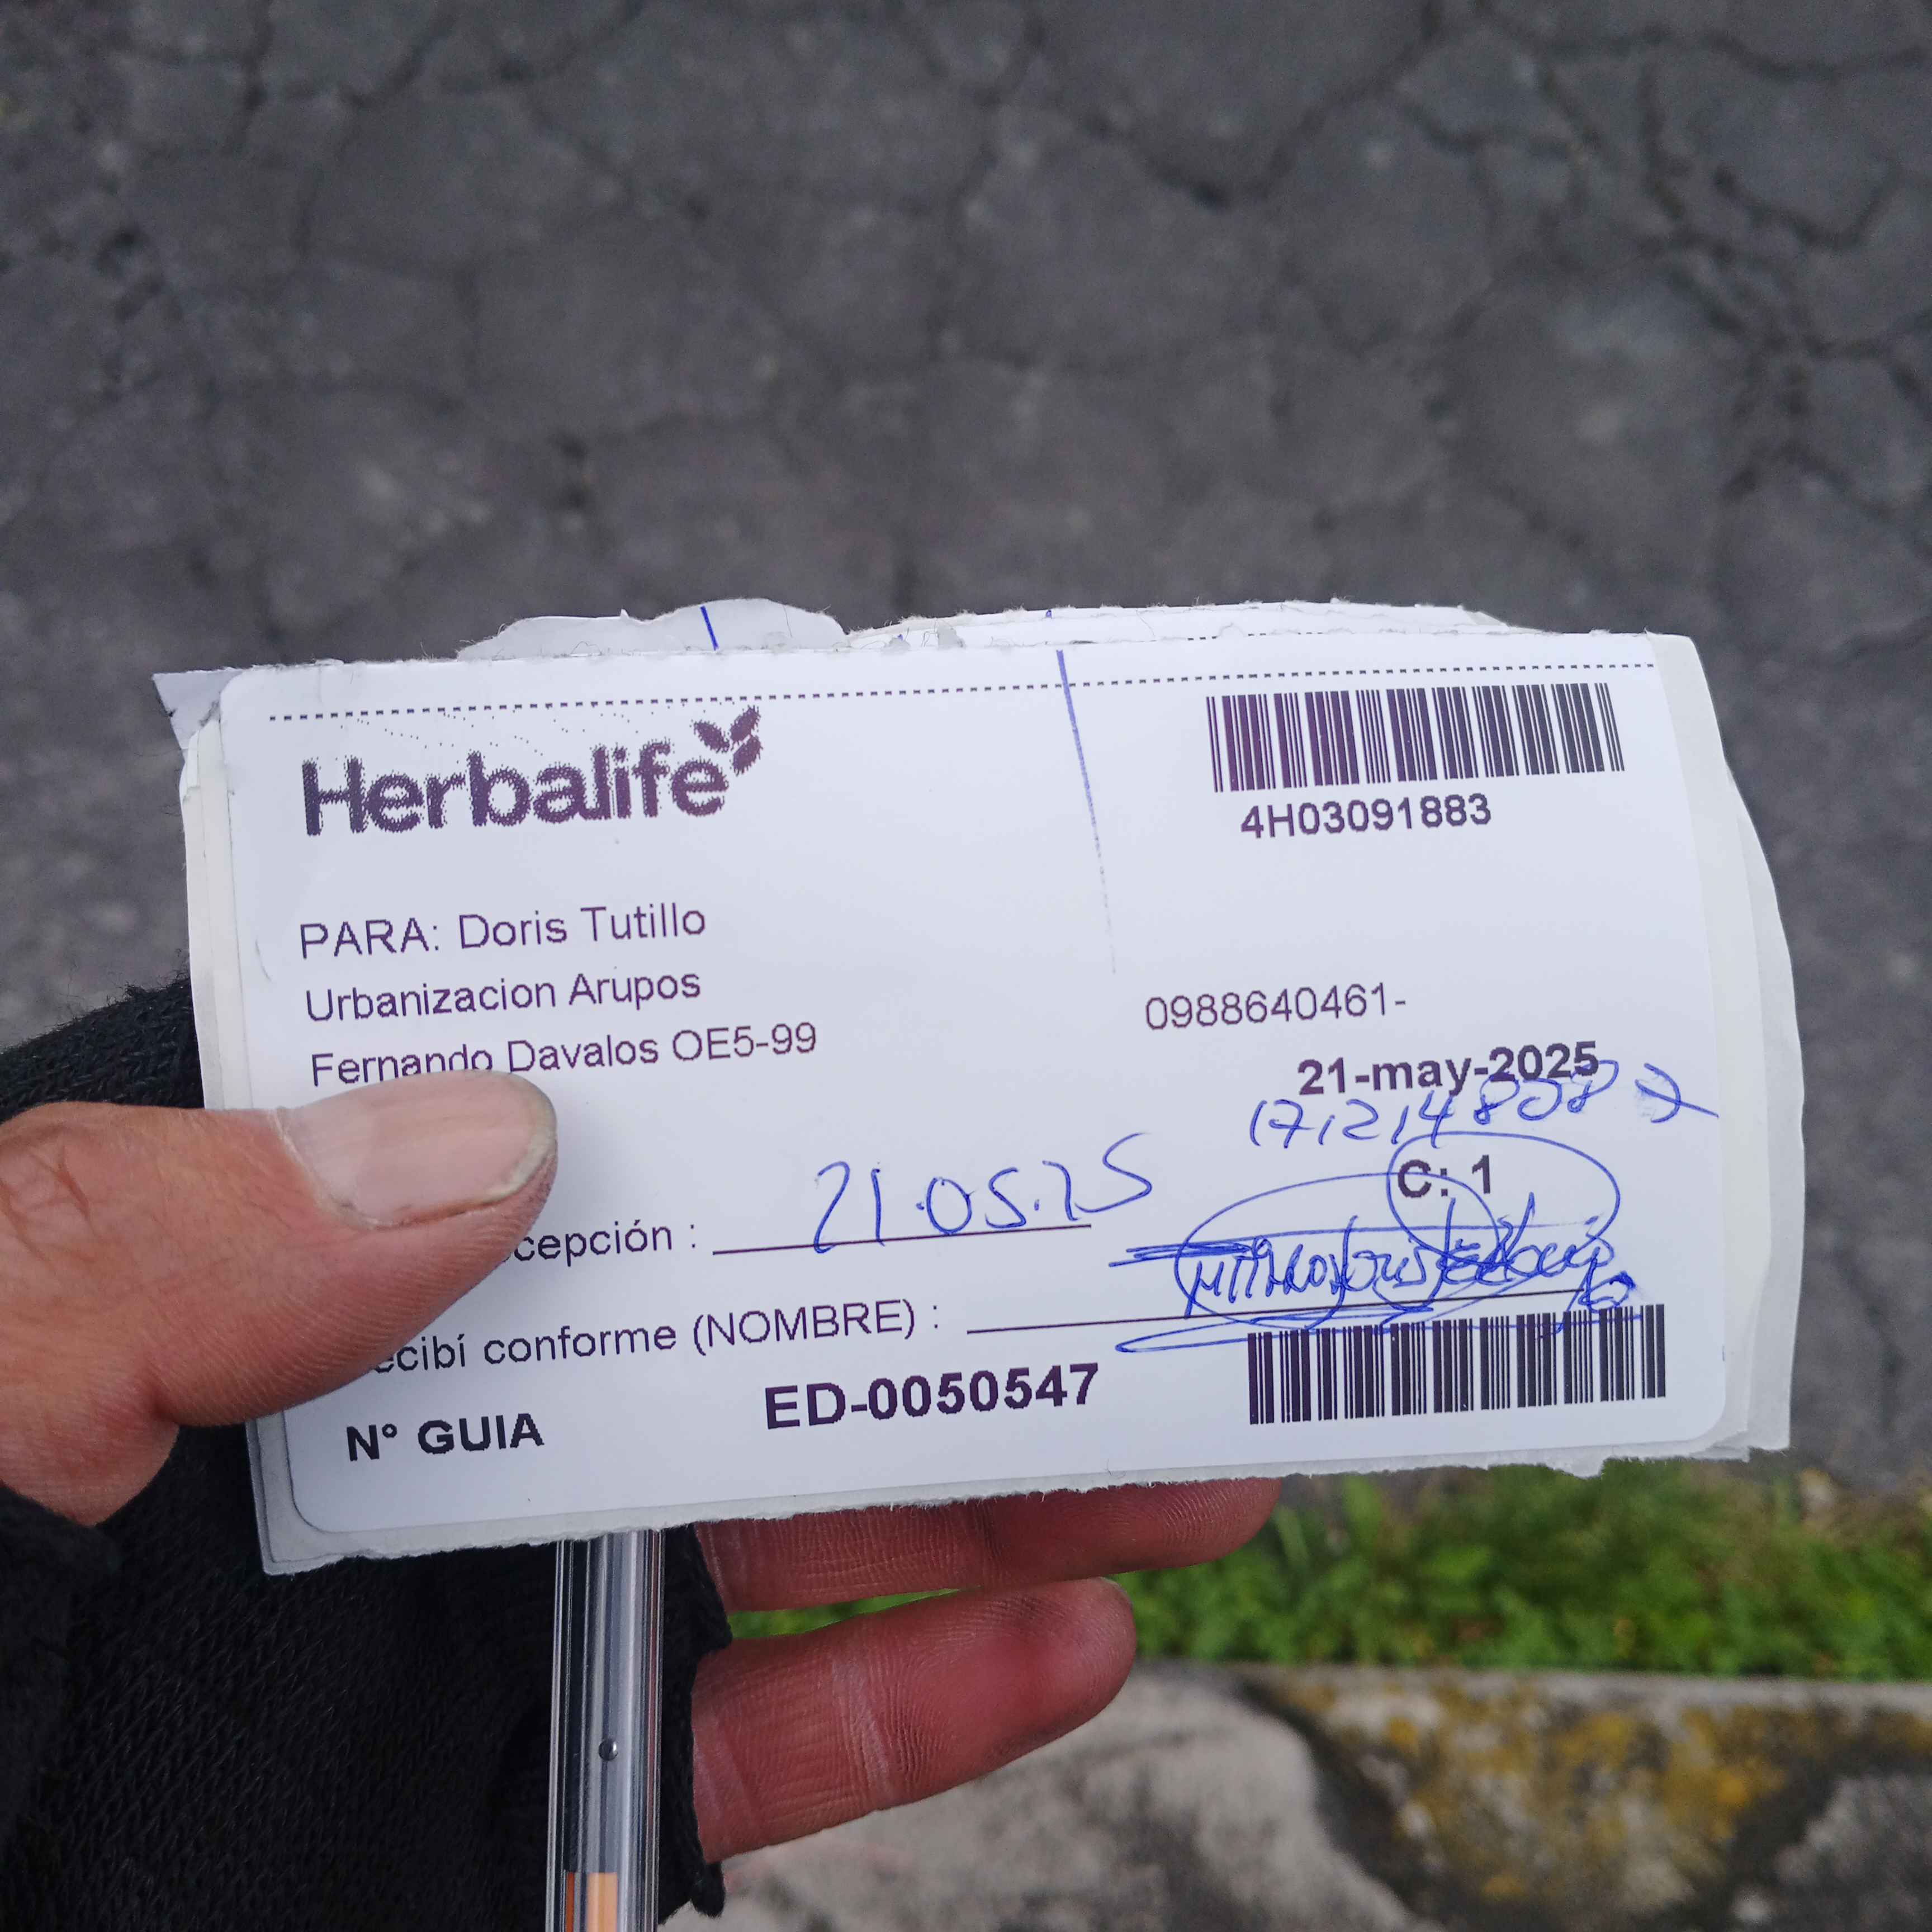 Herbalife
4H03091883
PARA: Doris Tutillo
Urbanizacion Arupos
Fernando Davalos OE5-99
0988640461-
21-may-2025
C: 1
cepción : 21.05.25
ecibí conforme (NOMBRE) :
N° GUIA ED-0050547